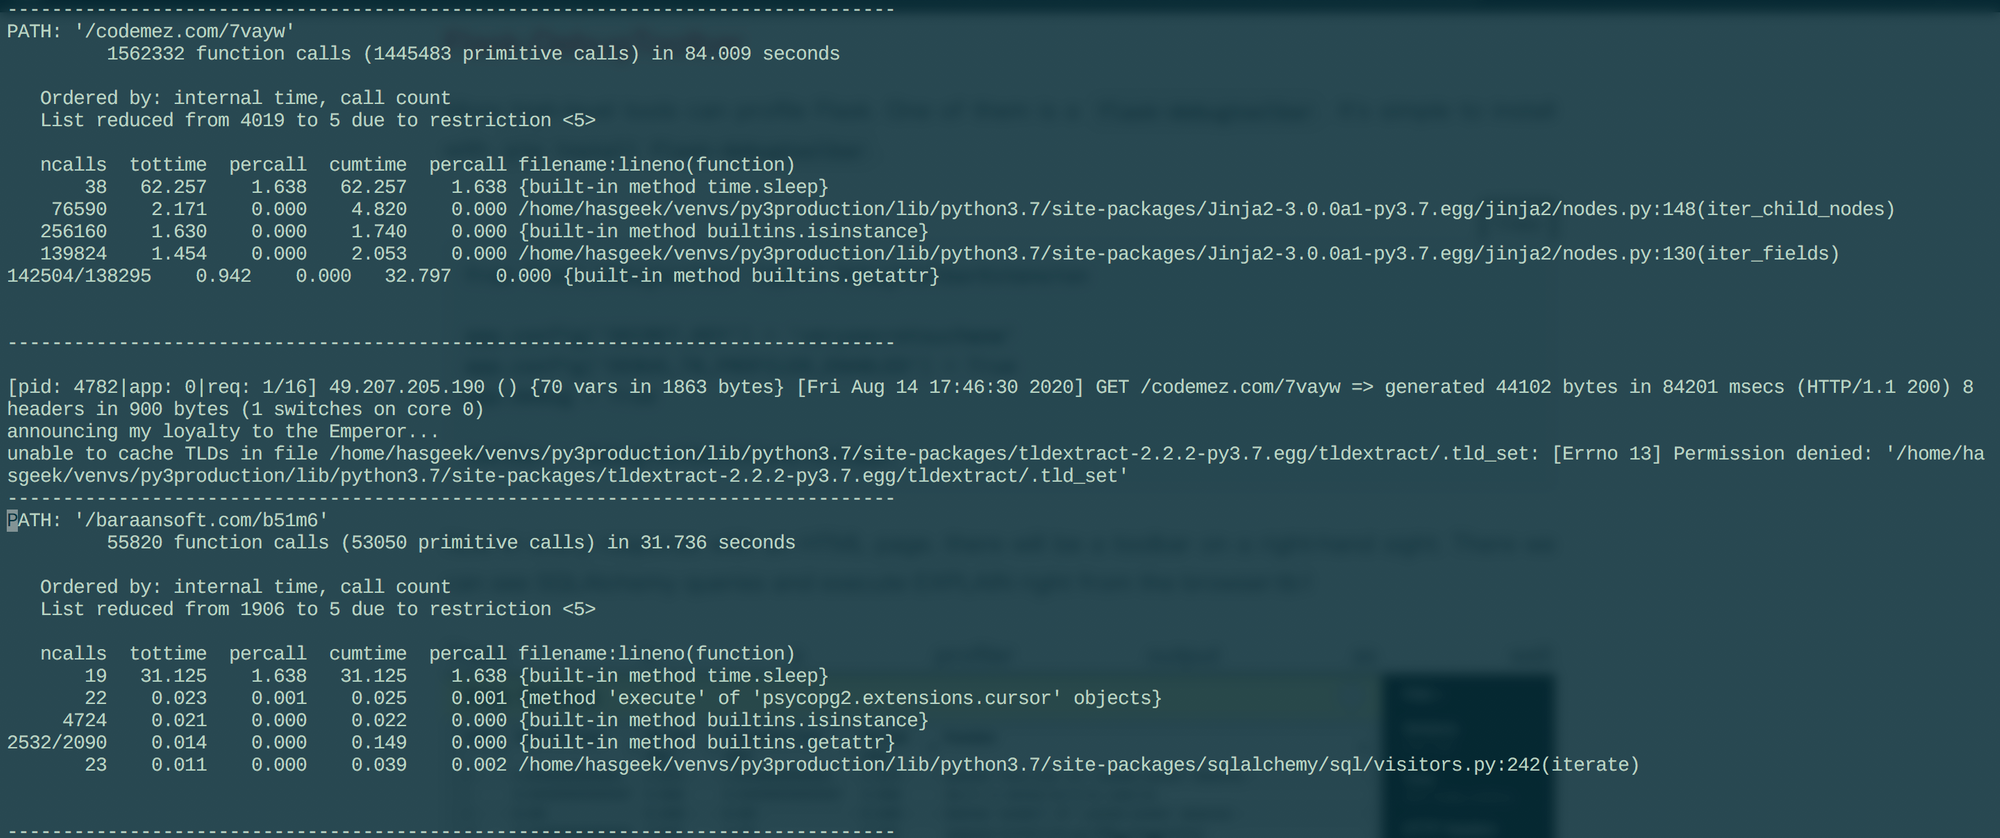 --------------------------------------------------------------------------------
PATH: '/codemez.com/7vayw'
         1562332 function calls (1445483 primitive calls) in 84.009 seconds

   Ordered by: internal time, call count
   List reduced from 4019 to 5 due to restriction <5>

   ncalls  tottime  percall  cumtime  percall filename:lineno(function)
       38   62.257    1.638   62.257    1.638 {built-in method time.sleep}
    76590    2.171    0.000    4.820    0.000 /home/hasgeek/venvs/py3production/lib/python3.7/site-packages/Jinja2-3.0.0a1-py3.7.egg/jinja2/nodes.py:148(iter_child_nodes)
   256160    1.630    0.000    1.740    0.000 {built-in method builtins.isinstance}
   139824    1.454    0.000    2.053    0.000 /home/hasgeek/venvs/py3production/lib/python3.7/site-packages/Jinja2-3.0.0a1-py3.7.egg/jinja2/nodes.py:130(iter_fields)
142504/138295    0.942    0.000   32.797    0.000 {built-in method builtins.getattr}

--------------------------------------------------------------------------------

[pid: 4782|app: 0|req: 1/16] 49.207.205.190 () {70 vars in 1863 bytes} [Fri Aug 14 17:46:30 2020] GET /codemez.com/7vayw => generated 44102 bytes in 84201 msecs (HTTP/1.1 200) 8
headers in 900 bytes (1 switches on core 0)
announcing my loyalty to the Emperor...
unable to cache TLDs in file /home/hasgeek/venvs/py3production/lib/python3.7/site-packages/tldextract-2.2.2-py3.7.egg/tldextract/.tld_set: [Errno 13] Permission denied: '/home/ha
sgeek/venvs/py3production/lib/python3.7/site-packages/tldextract-2.2.2-py3.7.egg/tldextract/.tld_set'
--------------------------------------------------------------------------------
PATH: '/baraansoft.com/b51m6'
         55820 function calls (53050 primitive calls) in 31.736 seconds

   Ordered by: internal time, call count
   List reduced from 1906 to 5 due to restriction <5>

   ncalls  tottime  percall  cumtime  percall filename:lineno(function)
       19   31.125    1.638   31.125    1.638 {built-in method time.sleep}
       22    0.023    0.001    0.025    0.001 {method 'execute' of 'psycopg2.extensions.cursor' objects}
     4724    0.021    0.000    0.022    0.000 {built-in method builtins.isinstance}
2532/2090    0.014    0.000    0.149    0.000 {built-in method builtins.getattr}
       23    0.011    0.000    0.039    0.002 /home/hasgeek/venvs/py3production/lib/python3.7/site-packages/sqlalchemy/sql/visitors.py:242(iterate)

--------------------------------------------------------------------------------